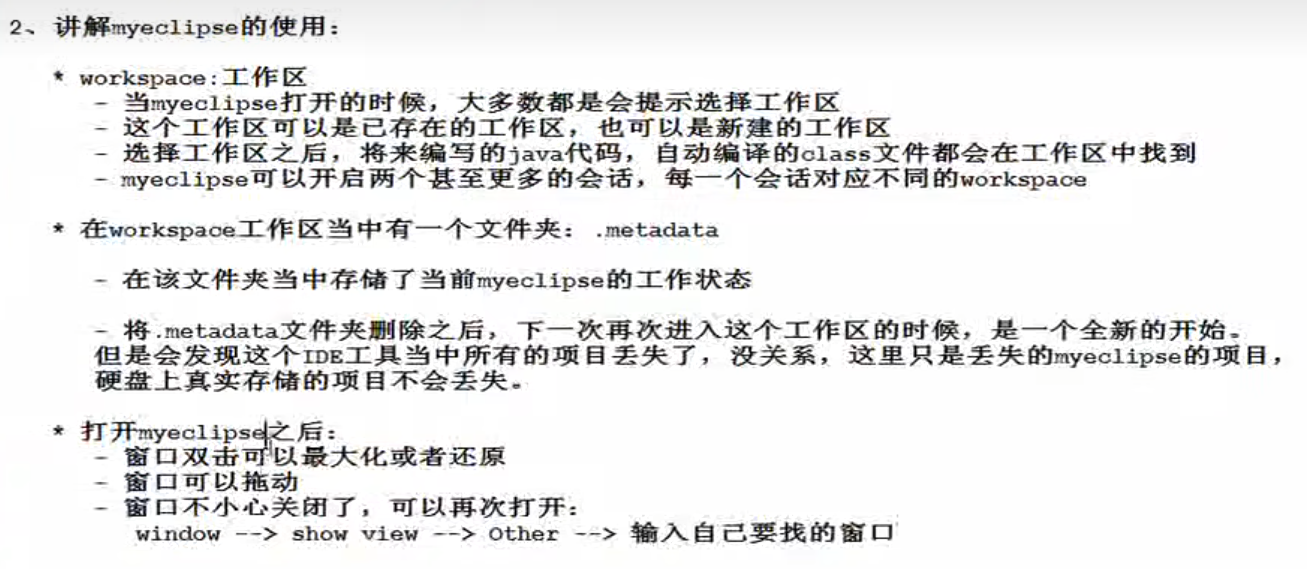 2、讲解myeclipse的使用：
* workspace:工作区
- 当myeclipse打开的时候，大多数都是会提示选择工作区
- 这个工作区可以是已存在的工作区，也可以是新建的工作区
- 选择工作区之后，将来编写的java代码，自动编译的class文件都会在工作区中找到
- myeclipse可以开启两个甚至更多的会话，每一个会话对应不同的workspace
* 在workspace工作区当中有一个文件夹：.metadata
- 在该文件夹当中存储了当前myeclipse的工作状态
- 将.metadata文件夹删除之后，下一次再次进入这个工作区的时候，是一个全新的开始。
但是会发现这个IDE工具当中所有的项目丢失了，没关系，这里只是丢失的myeclipse的项目，
硬盘上真实存储的项目不会丢失。
* 打开myeclipse之后：
- 窗口双击可以最大化或者还原
- 窗口可以拖动
- 窗口不小心关闭了，可以再次打开：
window --> show view --> Other --> 输入自己要找的窗口